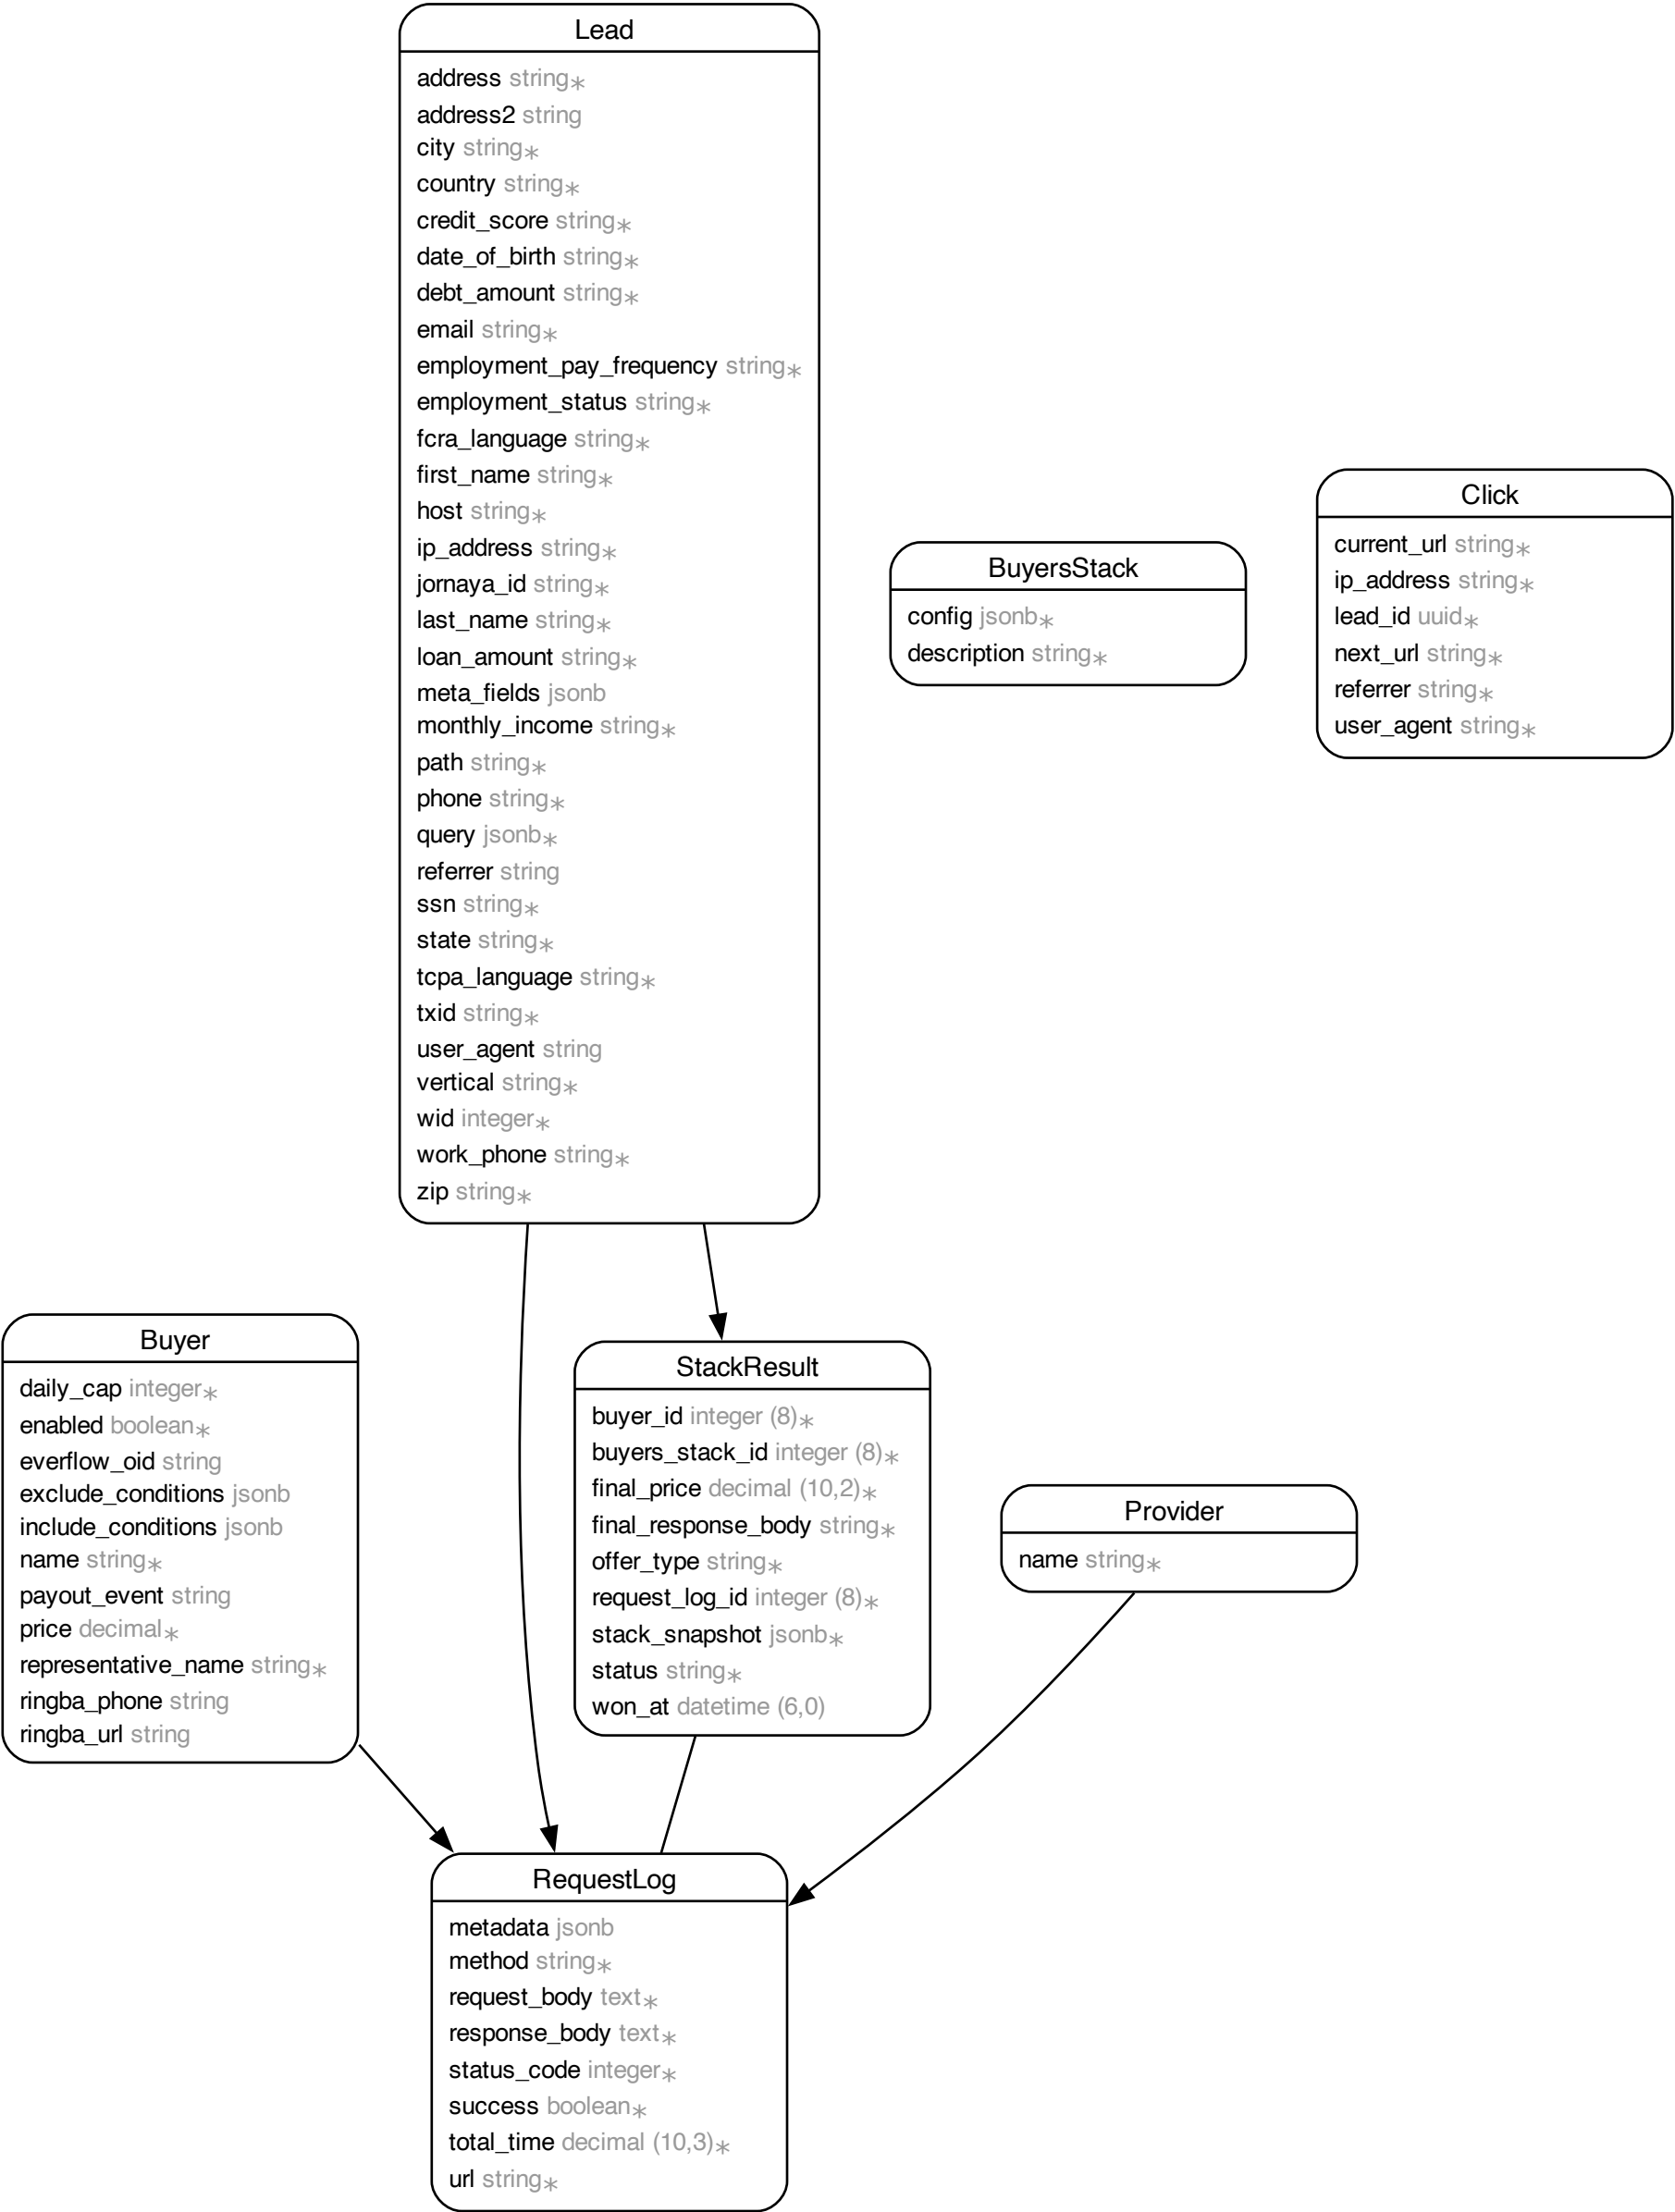 Lead
address string*
address2 string
city string*
country string*
credit_score string*
date_of_birth string*
debt_amount string*
email string*
employment_pay_frequency string*
employment_status string*
fcra_language string*
first_name string*
host string*
ip_address string*
jornaya_id string*
last_name string*
loan_amount string*
meta_fields jsonb
monthly_income string*
path string*
phone string*
query jsonb*
referrer string
ssn string*
state string*
tcpa_language string*
txid string*
user_agent string
vertical string*
wid integer*
work_phone string*
zip string*
BuyersStack
config jsonb*
description string*
Click
current_url string*
ip_address string*
lead_id uuid*
next_url string*
referrer string*
user_agent string*
Buyer
daily_cap integer*
enabled boolean*
everflow_oid string
exclude_conditions jsonb
include_conditions jsonb
name string*
payout_event string
price decimal*
representative_name string*
ringba_phone string
ringba_url string
StackResult
buyer_id integer (8)*
buyers_stack_id integer (8)*
final_price decimal (10,2)*
final_response_body string*
offer_type string*
request_log_id integer (8)*
stack_snapshot jsonb*
status string*
won_at datetime (6,0)
Provider
name string*
RequestLog
metadata jsonb
method string*
request_body text*
response_body text*
status_code integer*
success boolean*
total_time decimal (10,3)*
url string*